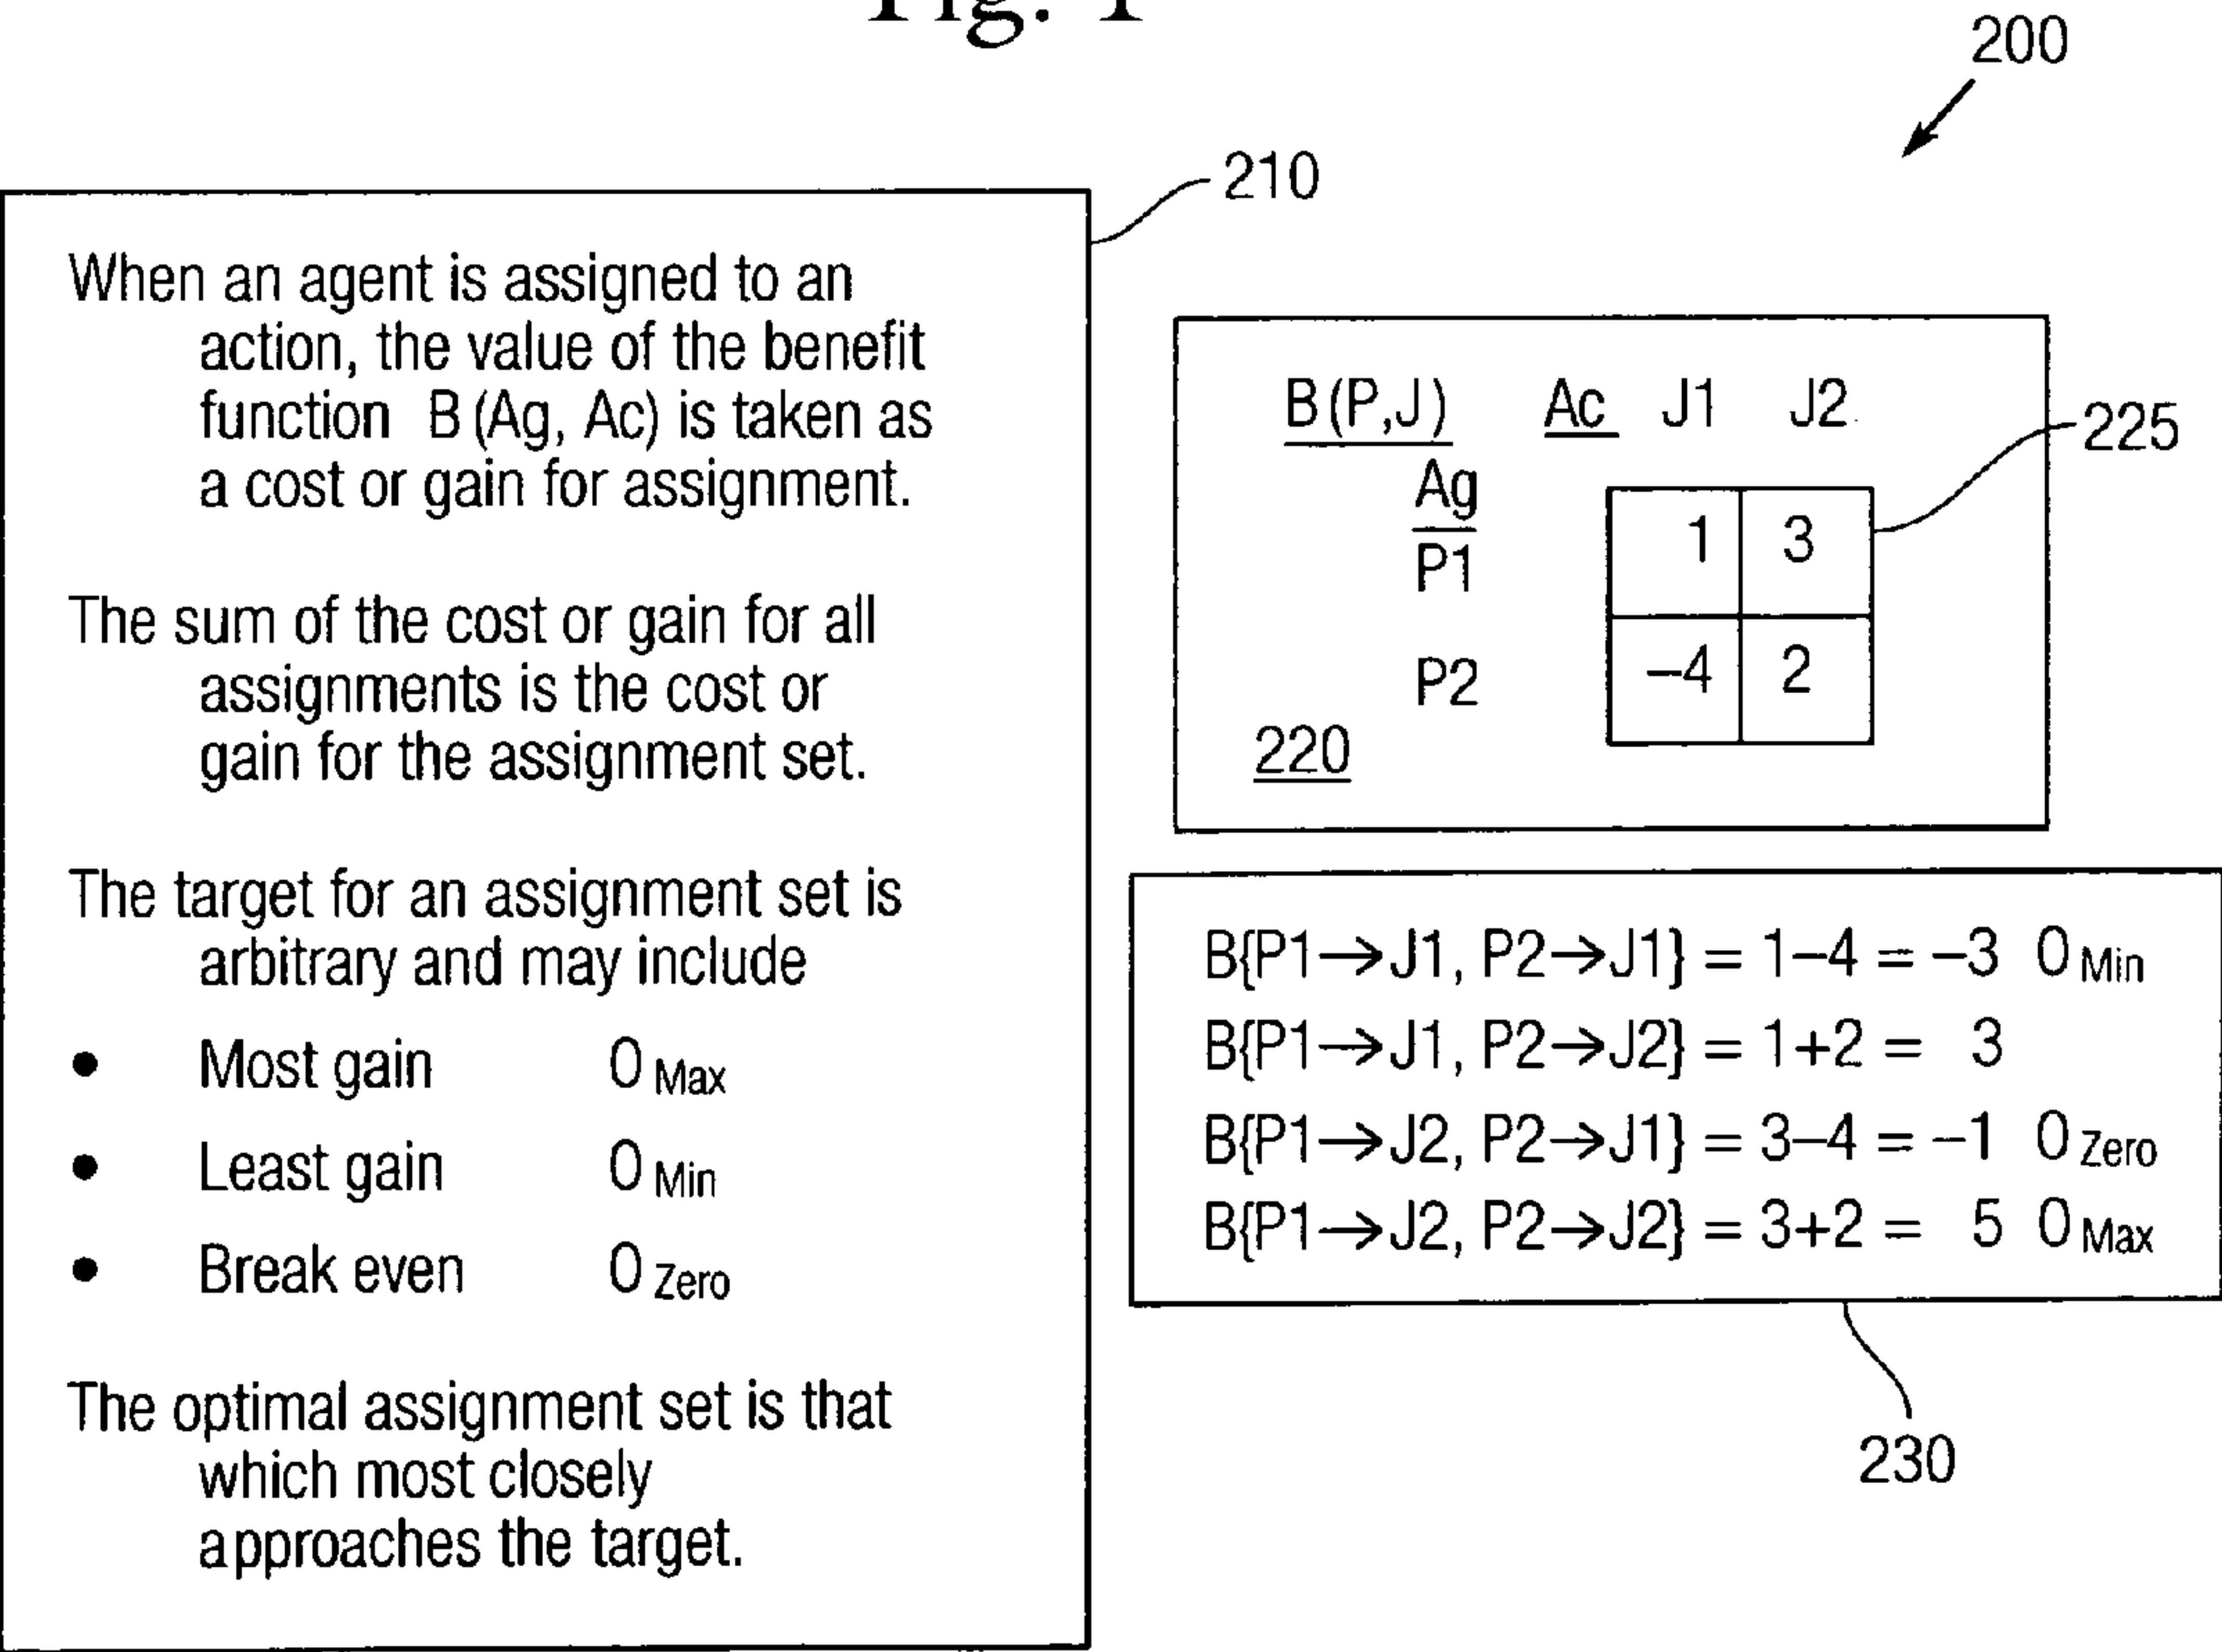 Fig. 1
200
210
When an agent is assigned to an
action, the value of the benefit
function B (Ag, Ac) is taken as
a cost or gain for assignment.
The sum of the cost or gain for all
assignments is the cost or
gain for the assignment set.
The target for an assignment set is
arbitrary and may include
• Most gain O Max
• Least gain O Min
• Break even O Zero
The optimal assignment set is that
which most closely
approaches the target.
B (P,J) Ac J1 J2
225
Ag
P1 1 3
P2 −4 2
220
B{P1→J1, P2→J1} = 1−4 = −3 O Min
B{P1→J1, P2→J2} = 1+2 = 3
B{P1→J2, P2→J1} = 3−4 = −1 O Zero
B{P1→J2, P2→J2} = 3+2 = 5 O Max
230